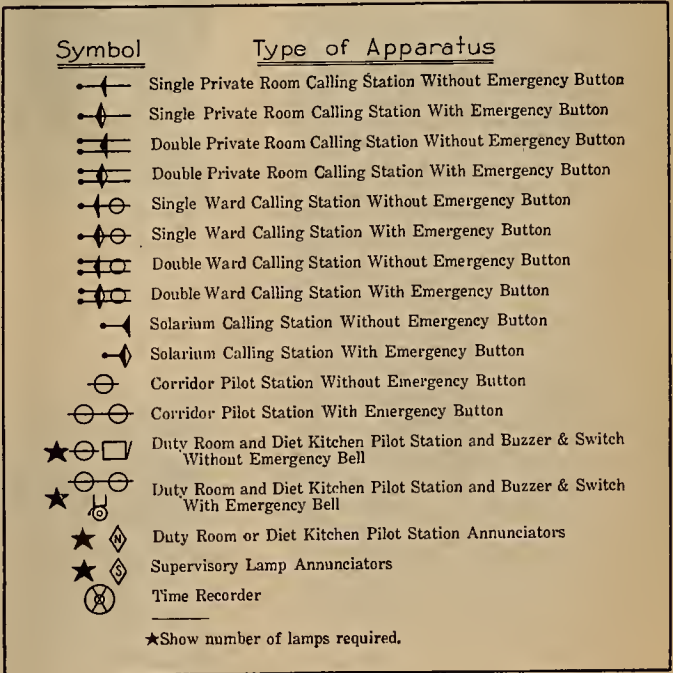 Symbol Type of Apparatus
Single Private Room Calling Station Without Emergency Button
Single Private Room Calling Station With Emergency Button
Double Private Room Calling Station Without Emergency Button
Double Private Room Calling Station With Emergency Button
Single Ward Calling Station Without Emergency Button
Single Ward Calling Station With Emergency Button
Double Ward Calling Station Without Emergency Button
Double Ward Calling Station With Emergency Button
Solarium Calling Station Without Emergency Button
Solarium Calling Station With Emergency Button
Corridor Pilot Station Without Emergency Button
Corridor Pilot Station With Emergency Button
Duty Room and Diet Kitchen Pilot Station and Buzzer & Switch
Without Emergency Bell
Duty Room and Diet Kitchen Pilot Station and Buzzer & Switch
With Emergency Bell
★ N Duty Room or Diet Kitchen Pilot Station Annunciators
★ S Supervisory Lamp Annunciators
Time Recorder
★Show number of lamps required.